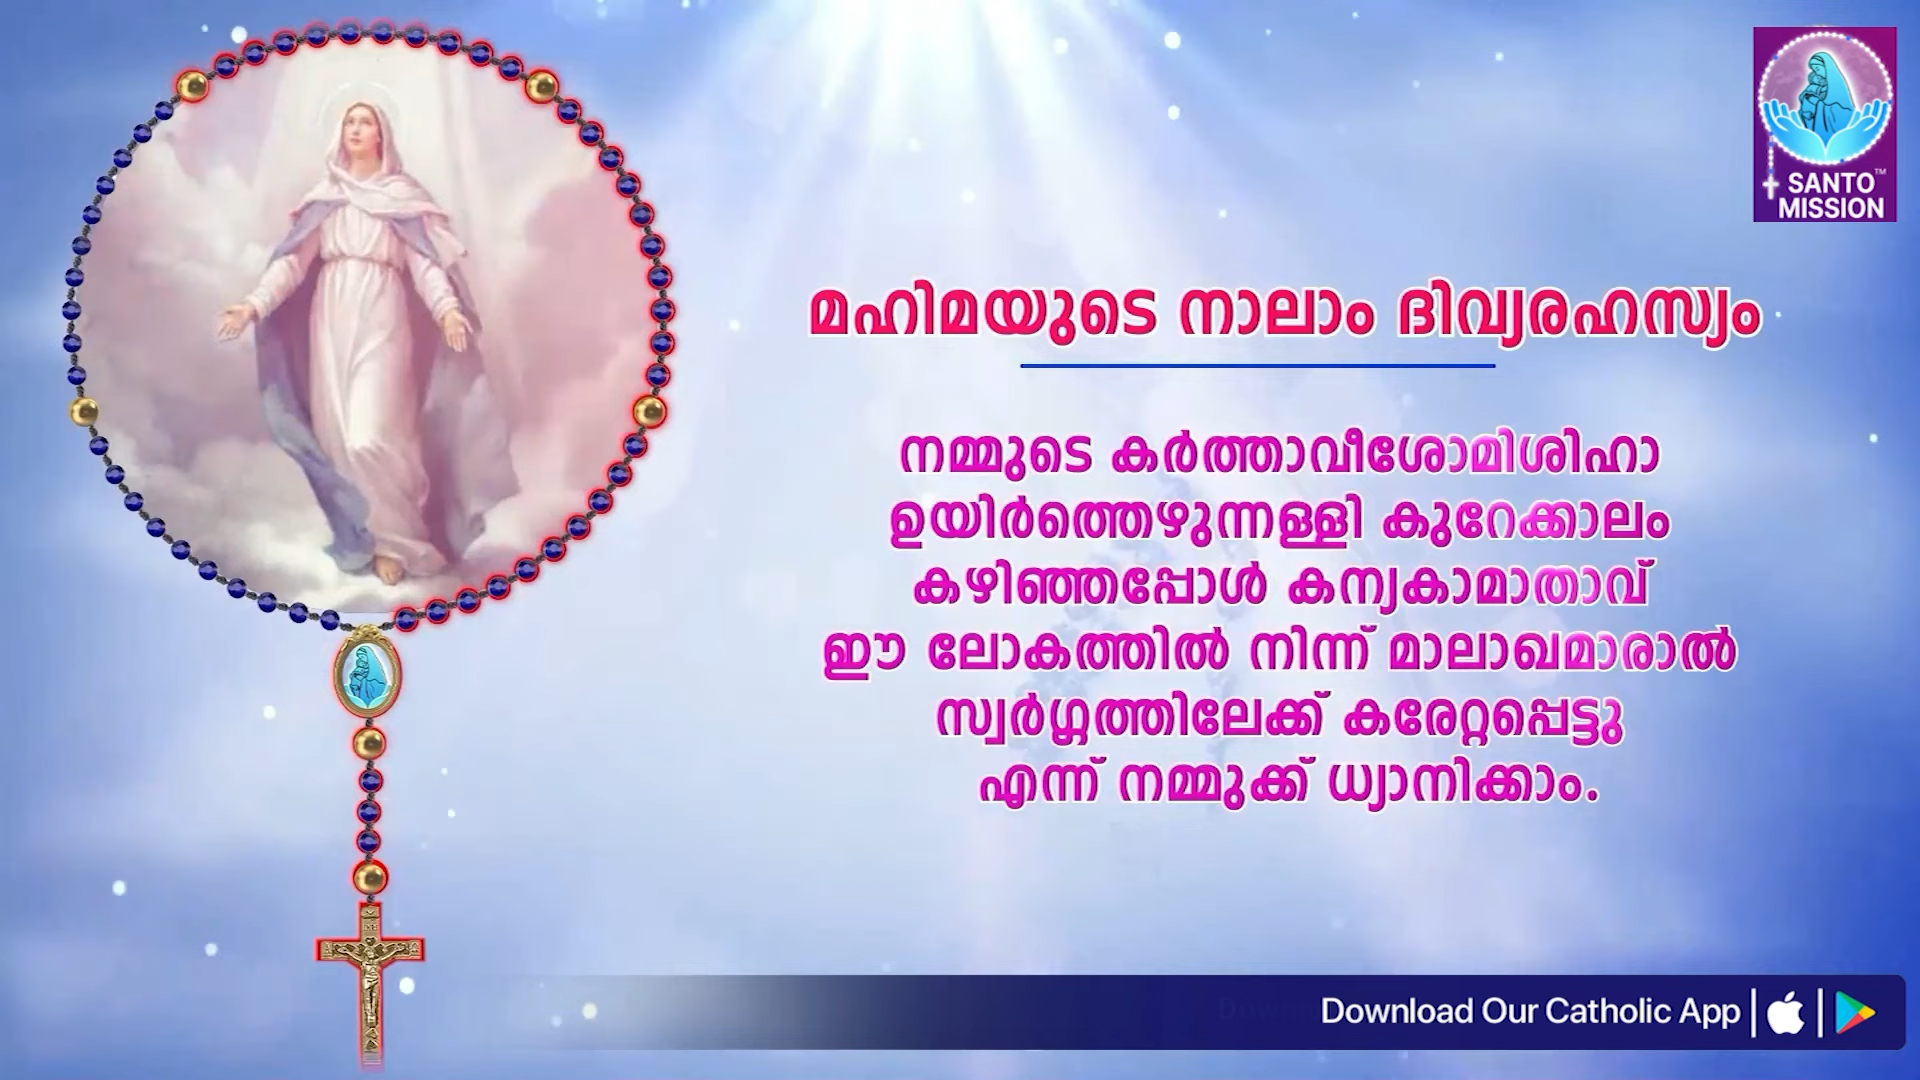 SANTO™
MISSION
മഹിമയുടെ നാലാം ദിവ്യരഹസ്യം
നമ്മുടെ കർത്താവീശോമിശിഹാ
ഉയിർത്തെഴുന്നള്ളി കുറേക്കാലം
കഴിഞ്ഞപ്പോൾ കന്യകാമാതാവ്
ഈ ലോകത്തിൽ നിന്ന് മാലാഖമാരാൽ
സ്വർഗ്ഗത്തിലേക്ക് കരേറ്റപ്പെട്ടു
എന്ന് നമ്മുക്ക് ധ്യാനിക്കാം.
Download Our Catholic App